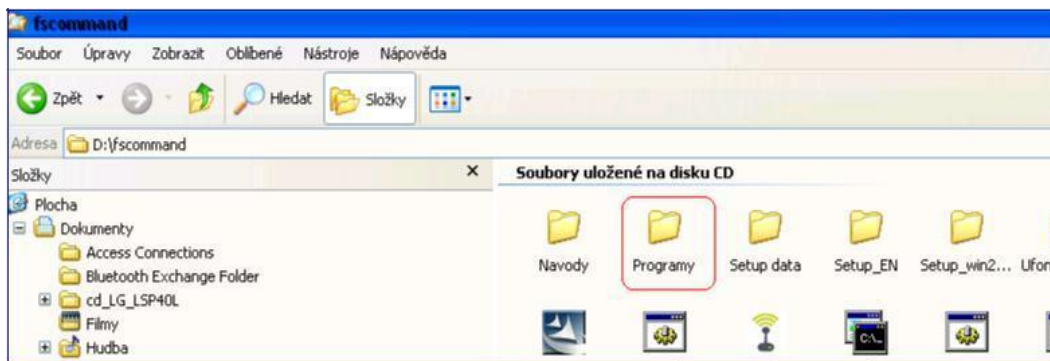 fscommand
Soubor Úpravy Zobrazit Oblíbené Nástroje Nápověda
Zpět Hledat Složky
Adresa D:\fscommand
Složky x
Soubory uložené na disku CD
Plocha
Dokumenty
Access Connections
Bluetooth Exchange Folder
cd_LG_LSP40L
Filmy
Hudba
Navody Programy Setup data Setup_EN Setup_win2... Ufon
C:\_